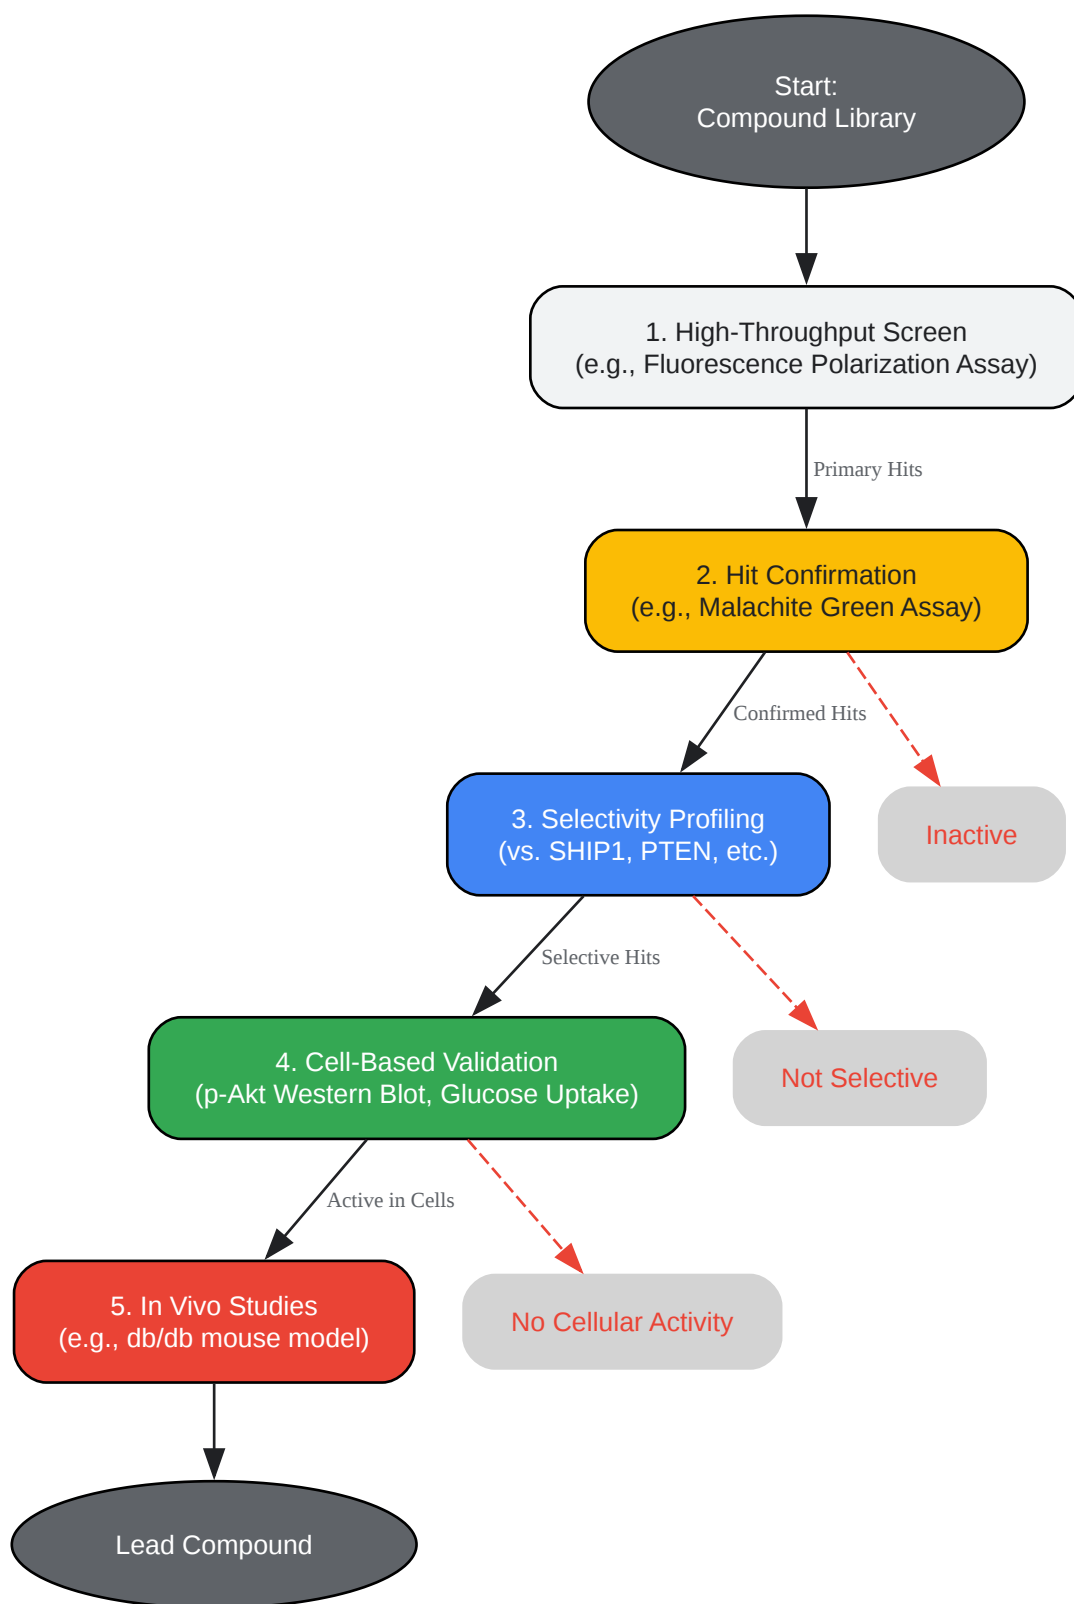 Start:
Compound Library
1. High-Throughput Screen
(e.g., Fluorescence Polarization Assay)
Primary Hits
2. Hit Confirmation
(e.g., Malachite Green Assay)
Confirmed Hits
3. Selectivity Profiling
(vs. SHIP1, PTEN, etc.)
Inactive
Selective Hits
4. Cell-Based Validation
(p-Akt Western Blot, Glucose Uptake)
Not Selective
Active in Cells
5. In Vivo Studies
(e.g., db/db mouse model)
No Cellular Activity
Lead Compound